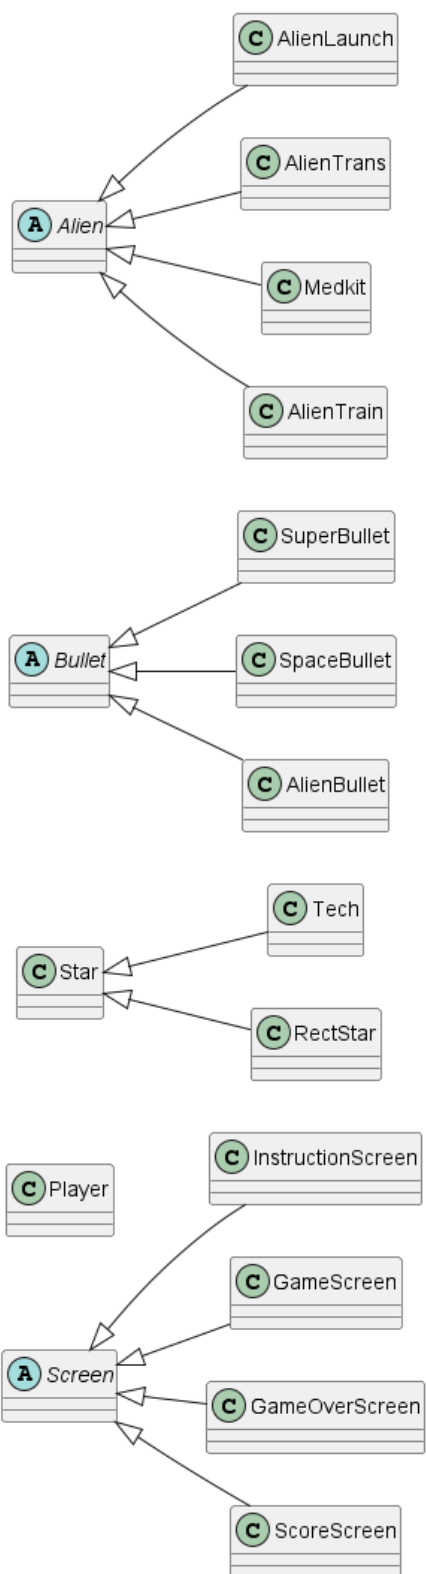 C AlienLaunch
C AlienTrans
A Alien
C Medkit
C AlienTrain
C SuperBullet
A Bullet
C SpaceBullet
C AlienBullet
C Tech
C Star
C RectStar
C InstructionScreen
C Player
C GameScreen
A Screen
C GameOverScreen
C ScoreScreen